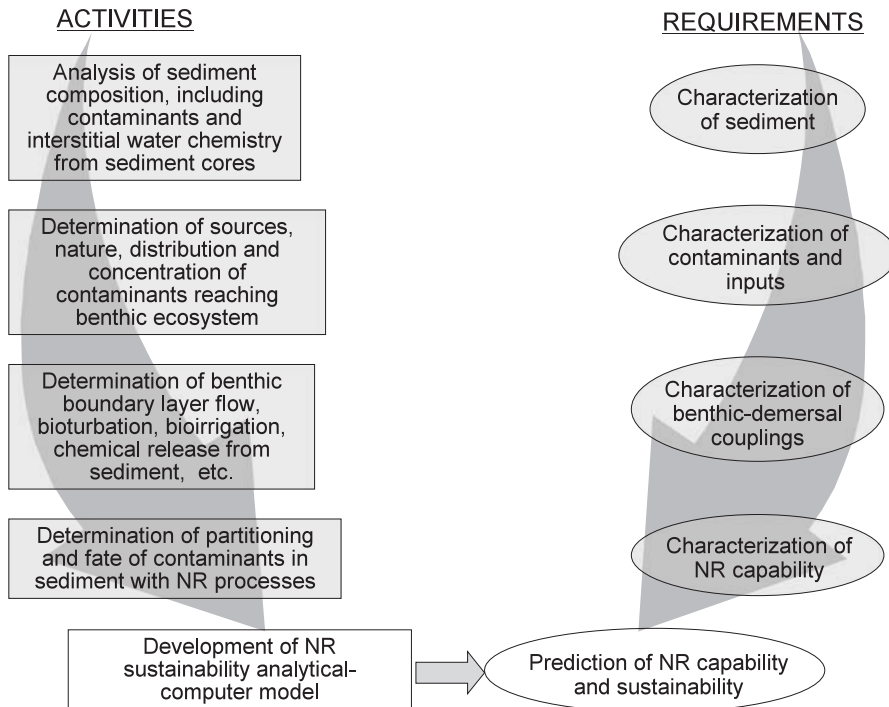 ACTIVITIES
Analysis of sediment
composition, including
contaminants and
interstitial water chemistry
from sediment cores
Determination of sources,
nature, distribution and
concentration of
contaminants reaching
benthic ecosystem
Determination of benthic
boundary layer flow,
bioturbation, bioirrigation,
chemical release from
sediment, etc.
Determination of partitioning
and fate of contaminants in
sediment with NR processes
Development of NR
sustainability analytical-
computer model
REQUIREMENTS
Characterization
of sediment
Characterization of
contaminants and
inputs
Characterization of
benthic-demersal
couplings
Characterization of
NR capability
Prediction of NR capability
and sustainability